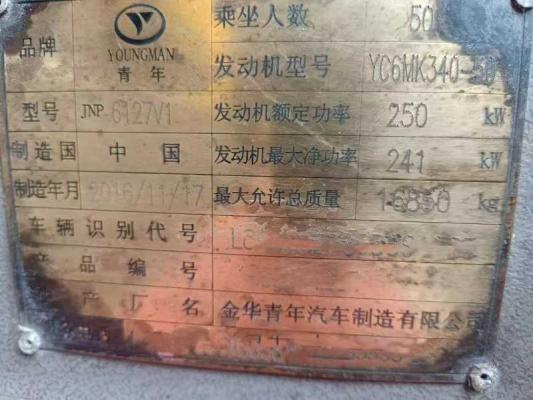 品牌 YOUNGMAN 青年 乘坐人数 50
发动机型号 YC6MK340-50
型号 JNP 6127V1 发动机额定功率 250 kW
制造国 中国 发动机最大净功率 241 kW
制造年月 2016/11/17 最大允许总质量 16850 kg
车辆识别代号 LC
产品编号
产厂名 金华青年汽车制造有限公司